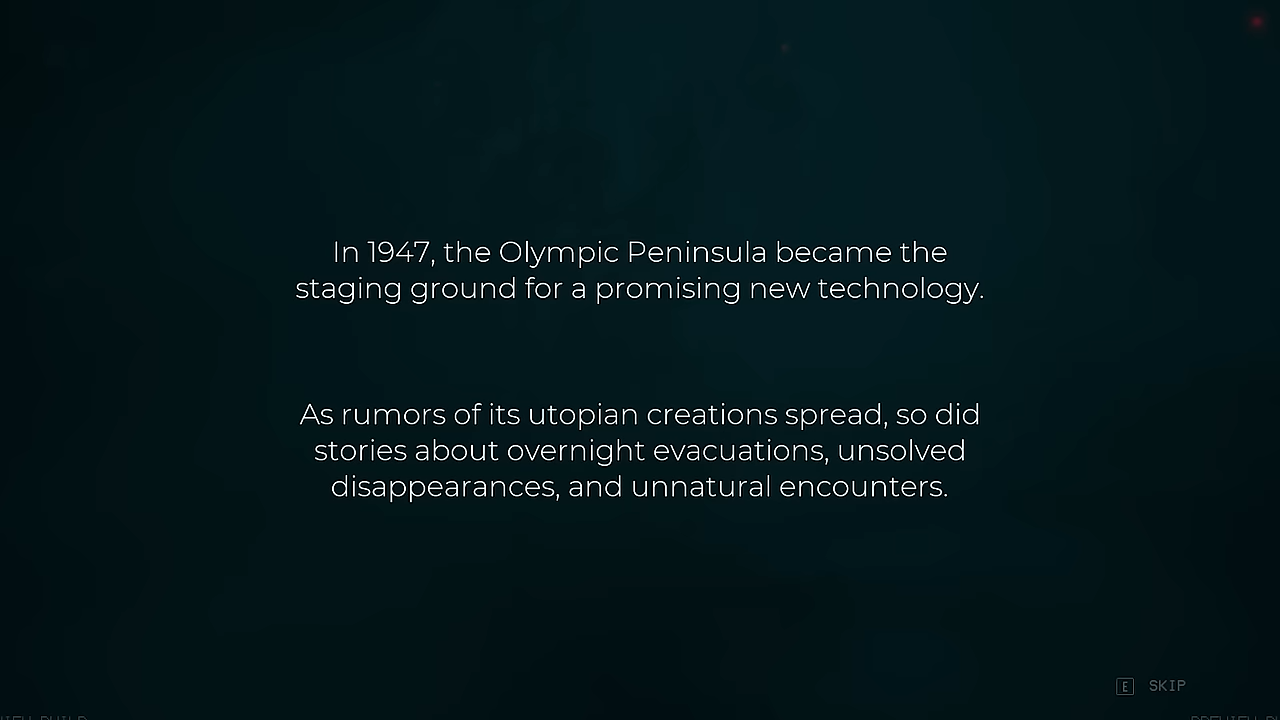 In 1947, the Olympic Peninsula became the
staging ground for a promising new technology.
As rumors of its utopian creations spread, so did
stories about overnight evacuations, unsolved
disappearances, and unnatural encounters.
E SKIP